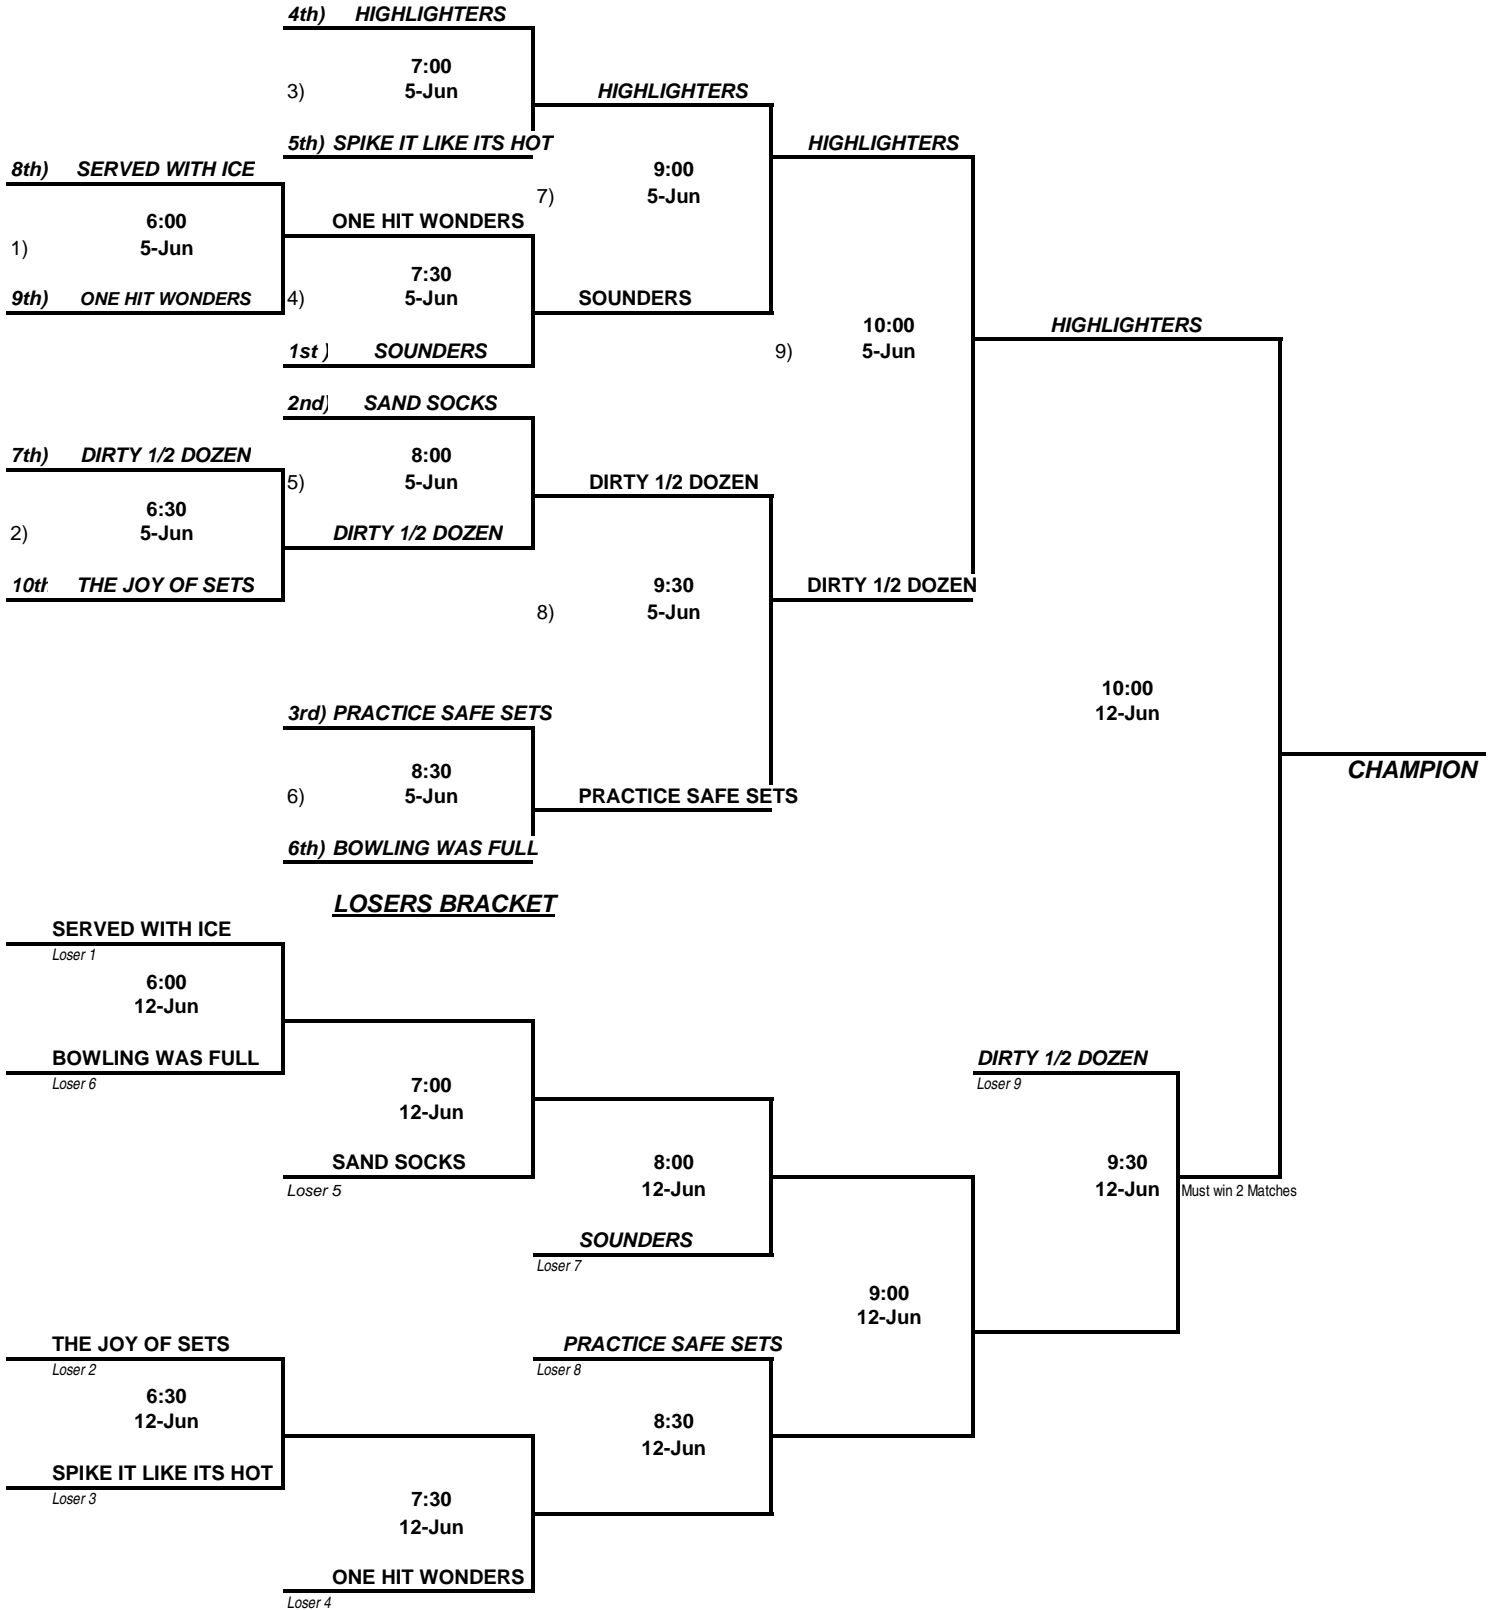 4th) HIGHLIGHTERS
7:00
3) 5-Jun HIGHLIGHTERS
5th) SPIKE IT LIKE ITS HOT HIGHLIGHTERS
8th) SERVED WITH ICE 9:00
7) 5-Jun
6:00 ONE HIT WONDERS
1) 5-Jun
7:30
9th) ONE HIT WONDERS 4) 5-Jun SOUNDERS
10:00 HIGHLIGHTERS
1st ) SOUNDERS 9) 5-Jun
2nd) SAND SOCKS
7th) DIRTY 1/2 DOZEN 8:00
5) 5-Jun DIRTY 1/2 DOZEN
6:30
2) 5-Jun DIRTY 1/2 DOZEN
10th THE JOY OF SETS 9:30 DIRTY 1/2 DOZEN
8) 5-Jun
10:00
3rd) PRACTICE SAFE SETS 12-Jun
8:30 CHAMPION
6) 5-Jun PRACTICE SAFE SETS
6th) BOWLING WAS FULL
LOSERS BRACKET
SERVED WITH ICE
Loser 1
6:00
12-Jun
BOWLING WAS FULL DIRTY 1/2 DOZEN
Loser 6 7:00 Loser 9
12-Jun
SAND SOCKS 8:00 9:30
Loser 5 12-Jun 12-Jun Must win 2 Matches
SOUNDERS
Loser 7
9:00
12-Jun
THE JOY OF SETS PRACTICE SAFE SETS
Loser 2 Loser 8
6:30
12-Jun 8:30
12-Jun
SPIKE IT LIKE ITS HOT
Loser 3 7:30
12-Jun
ONE HIT WONDERS
Loser 4